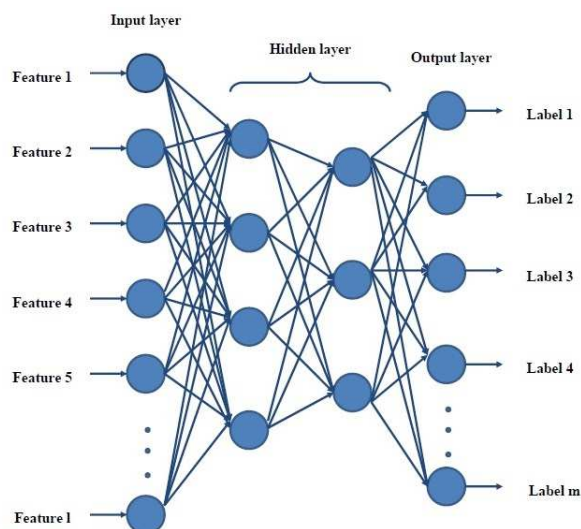 Input layer
Hidden layer
Output layer
Feature 1
Feature 2
Feature 3
Feature 4
Feature 5
Feature l
Label 1
Label 2
Label 3
Label 4
Label m